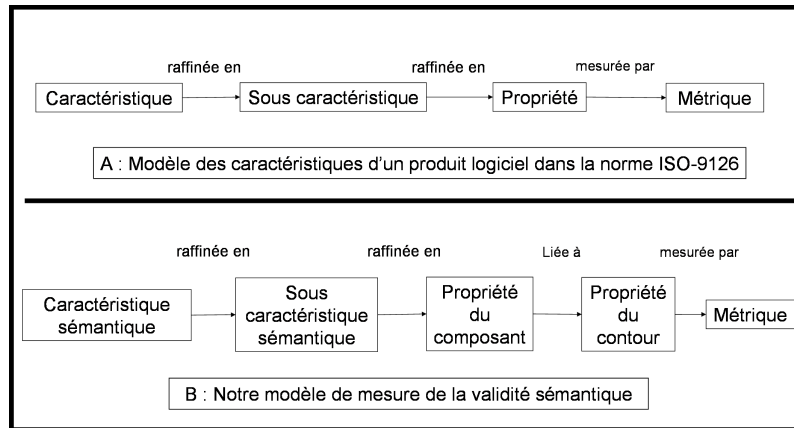 raffinée en raffinée en mesurée par
Caractéristique Sous caractéristique Propriété Métrique
A : Modèle des caractéristiques d'un produit logiciel dans la norme ISO-9126
raffinée en raffinée en Liée à mesurée par
Caractéristique
sémantique
Sous
caractéristique
sémantique
Propriété
du
composant
Propriété
du
contour
Métrique
B : Notre modèle de mesure de la validité sémantique